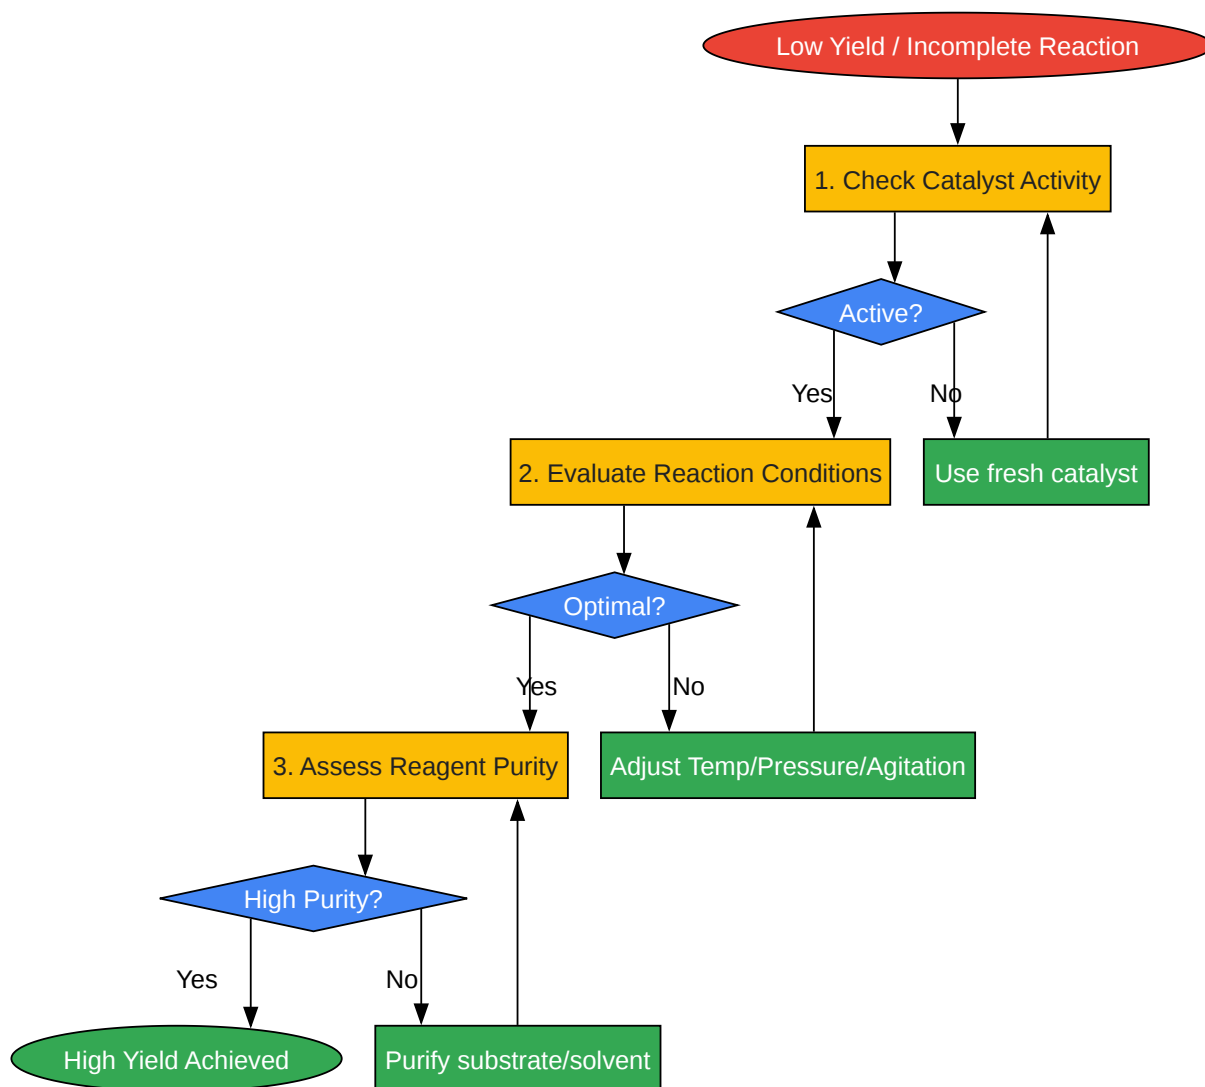 Low Yield / Incomplete Reaction
1. Check Catalyst Activity
Active?
Yes
No
2. Evaluate Reaction Conditions
Use fresh catalyst
Optimal?
Yes
No
3. Assess Reagent Purity
Adjust Temp/Pressure/Agitation
High Purity?
Yes
No
High Yield Achieved
Purify substrate/solvent